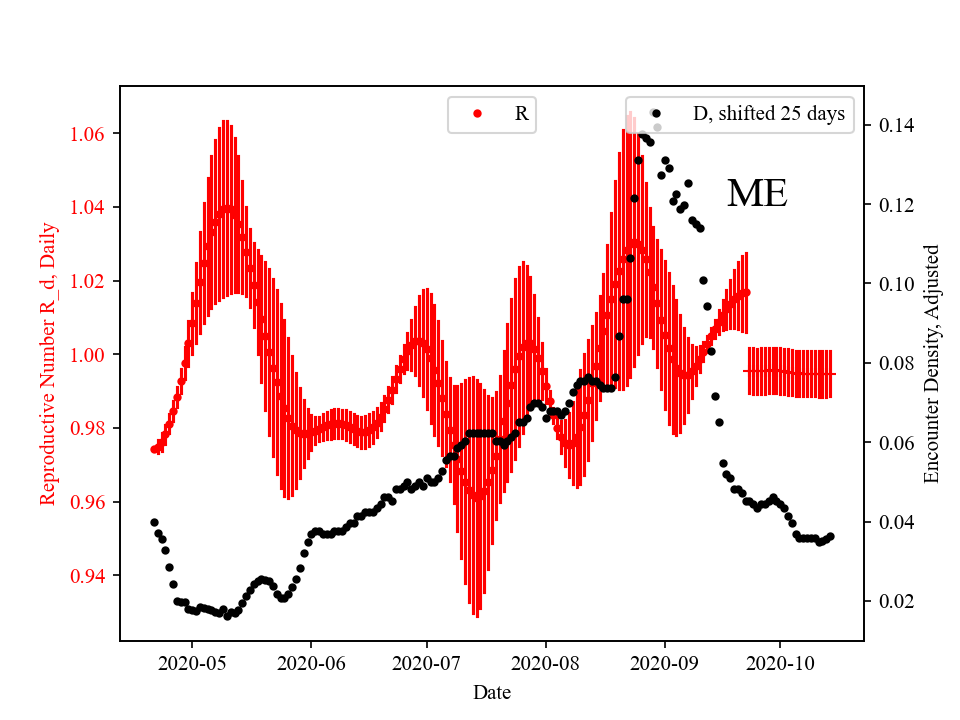 R
D, shifted 25 days
ME
Reproductive Number R_d, Daily
1.06
1.04
1.02
1.00
0.98
0.96
0.94
Encounter Density, Adjusted
0.14
0.12
0.10
0.08
0.06
0.04
0.02
2020-05 2020-06 2020-07 2020-08 2020-09 2020-10
Date